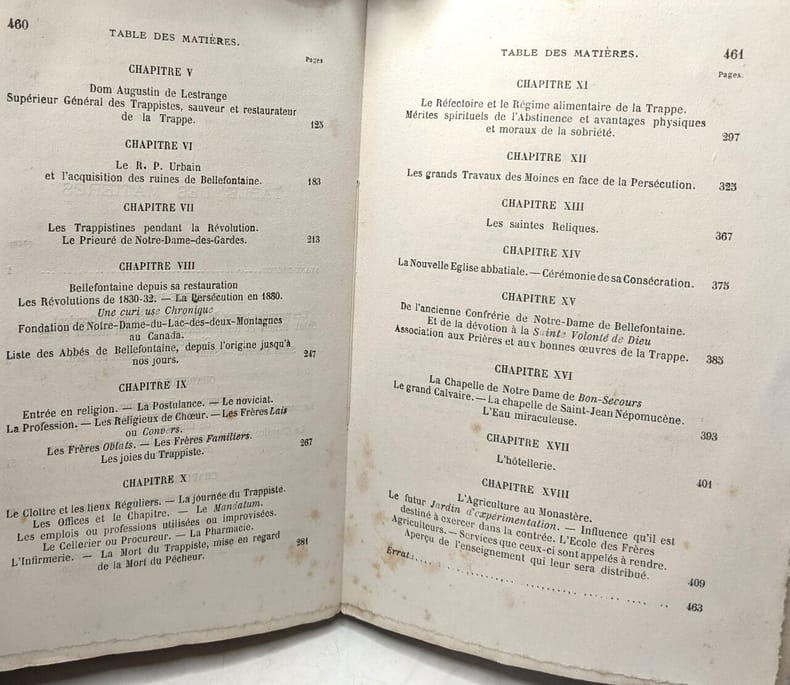 460
TABLE DES MATIÈRES.
Pages
CHAPITRE V
Dom Augustin de Lestrange
Supérieur Général des Trappistes, sauveur et restaurateur
de la Trappe. 125
CHAPITRE VI
Le R. P. Urbain
et l'acquisition des ruines de Bellefontaine. 183
CHAPITRE VII
Les Trappistines pendant la Révolution.
Le Prieuré de Notre-Dame-des-Gardes. 213
CHAPITRE VIII
Bellefontaine depuis sa restauration
Les Révolutions de 1830-32. — La Persécution en 1880.
Une curieuse Chronique
Fondation de Notre-Dame-du-Lac-des-deux-Montagnes
au Canada.
Liste des Abbés de Bellefontaine, depuis l'origine jusqu'à
nos jours. 247
CHAPITRE IX
Entrée en religion. — La Postulance. — Le noviciat.
La Profession. — Les Religieux de Chœur. — Les Frères Lais
ou Convers.
Les Frères Oblats. — Les Frères Familiers. 267
Les joies du Trappiste.
CHAPITRE X
Le Cloître et les lieux Réguliers. — La journée du Trappiste.
Les Offices et le Chapitre. — Le Mandatum.
Les emplois ou professions utilisées ou improvisées.
Le Cellerier ou Procureur. — La Pharmacie.
L'Infirmerie. — La Mort du Trappiste, mise en regard 281
de la Mort du Pécheur.
TABLE DES MATIÈRES. 461
Pages.
CHAPITRE XI
Le Réfectoire et le Régime alimentaire de la Trappe.
Mérites spirituels de l'Abstinence et avantages physiques
et moraux de la sobriété. 297
CHAPITRE XII
Les grands Travaux des Moines en face de la Persécution. 325
CHAPITRE XIII
Les saintes Reliques. 367
CHAPITRE XIV
La Nouvelle Eglise abbatiale. — Cérémonie de sa Consécration. 375
CHAPITRE XV
De l'ancienne Confrérie de Notre-Dame de Bellefontaine.
Et de la dévotion à la Sainte Volonté de Dieu
Association aux Prières et aux bonnes œuvres de la Trappe. 385
CHAPITRE XVI
La Chapelle de Notre Dame de Bon-Secours
Le grand Calvaire. — La chapelle de Saint-Jean Népomucène.
L'Eau miraculeuse. 393
CHAPITRE XVII
L'hôtellerie. 401
CHAPITRE XVIII
L'Agriculture au Monastère.
Le futur Jardin d'expérimentation. — Influence qu'il est
destiné à exercer dans la contrée. L'Ecole des Frères
Agriculteurs. — Services que ceux-ci sont appelés à rendre.
Aperçu de l'enseignement qui leur sera distribué. 409
Errata. . . . . . . . . . . . . . . . . . . . . 463